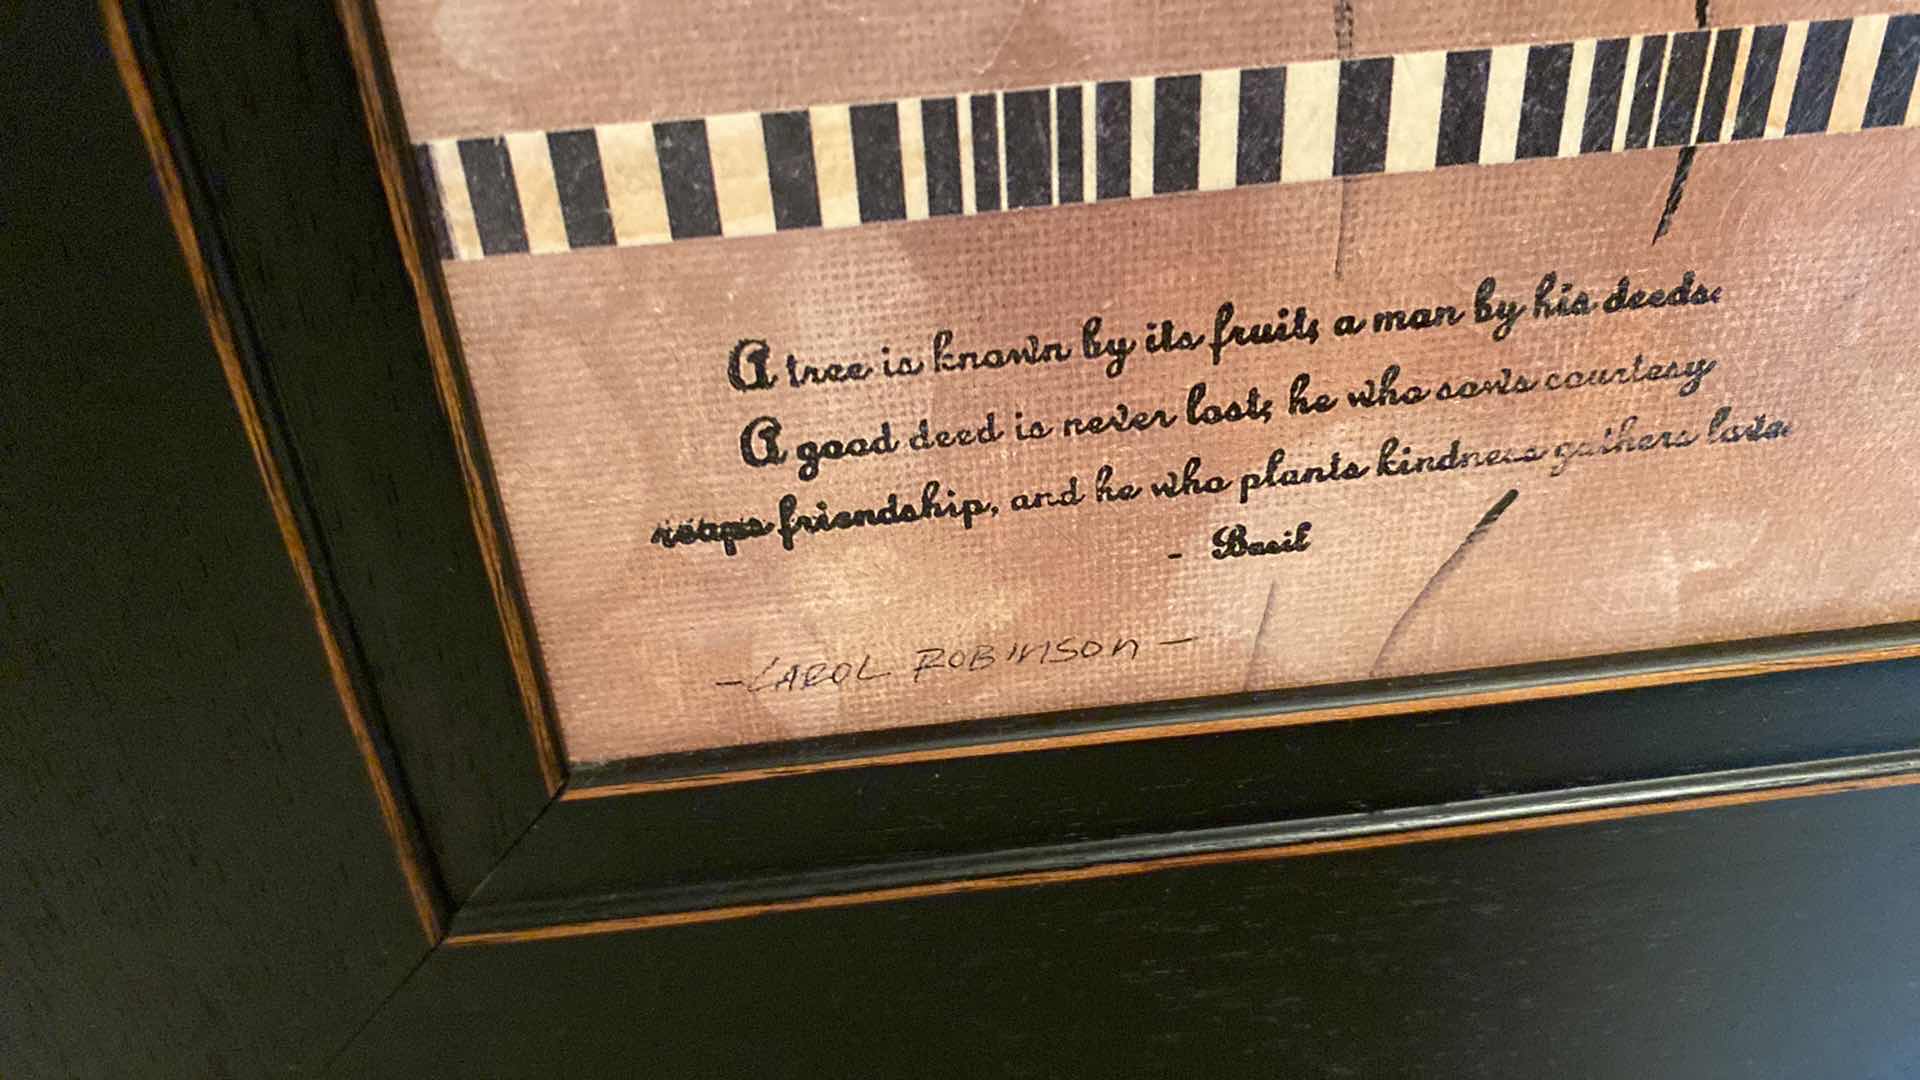 A tree is known by its fruit; a man by his deeds.
A good deed is never lost; he who sows courtesy
reaps friendship, and he who plants kindness gathers love.
- Basil
-CAROL ROBINSON-